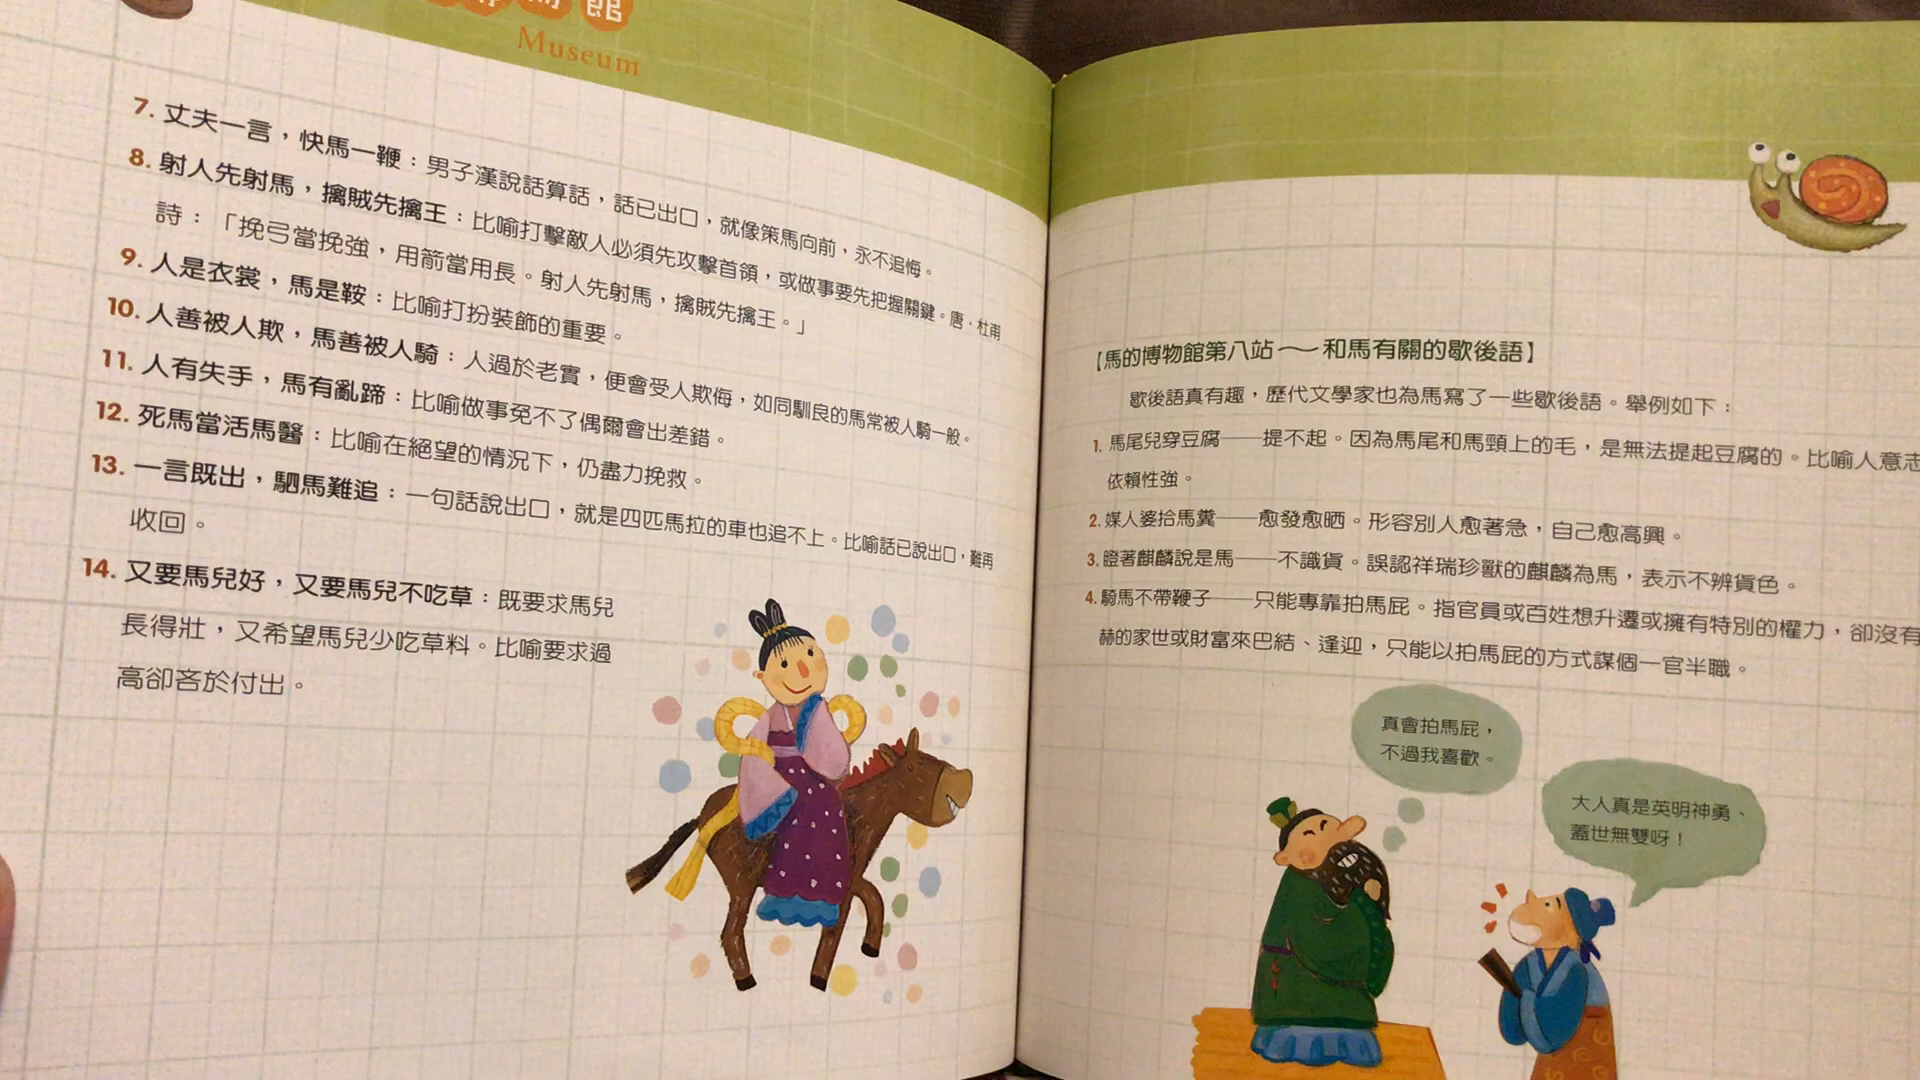 館
Museum
7. 丈夫一言，快馬一鞭：男子漢說話算話，話已出口，就像策馬向前，永不追悔。
8. 射人先射馬，擒賊先擒王：比喻打擊敵人必須先攻擊首領，或做事要先把握關鍵。唐．杜甫
詩：「挽弓當挽強，用箭當用長。射人先射馬，擒賊先擒王。」
9. 人是衣裳，馬是鞍：比喻打扮裝飾的重要。
10. 人善被人欺，馬善被人騎：人過於老實，便會受人欺侮，如同馴良的馬常被人騎一般。
11. 人有失手，馬有亂蹄：比喻做事免不了偶爾會出差錯。
12. 死馬當活馬醫：比喻在絕望的情況下，仍盡力挽救。
13. 一言既出，駟馬難追：一句話說出口，就是四匹馬拉的車也追不上。比喻話已說出口，難再
收回。
14. 又要馬兒好，又要馬兒不吃草：既要求馬兒
長得壯，又希望馬兒少吃草料。比喻要求過
高卻吝於付出。
【馬的博物館第八站～和馬有關的歇後語】
歇後語真有趣，歷代文學家也為馬寫了一些歇後語。舉例如下：
1. 馬尾兒穿豆腐——提不起。因為馬尾和馬頸上的毛，是無法提起豆腐的。比喻人意志
依賴性強。
2. 媒人婆拾馬糞——愈發愈晒。形容別人愈著急，自己愈高興。
3. 瞪著麒麟說是馬——不識貨。誤認祥瑞珍獸的麒麟為馬，表示不辨貨色。
4. 騎馬不帶鞭子——只能專靠拍馬屁。指官員或百姓想升遷或擁有特別的權力，卻沒有
赫的家世或財富來巴結、逢迎，只能以拍馬屁的方式謀個一官半職。
真會拍馬屁，
不過我喜歡。
大人真是英明神勇、
蓋世無雙呀！